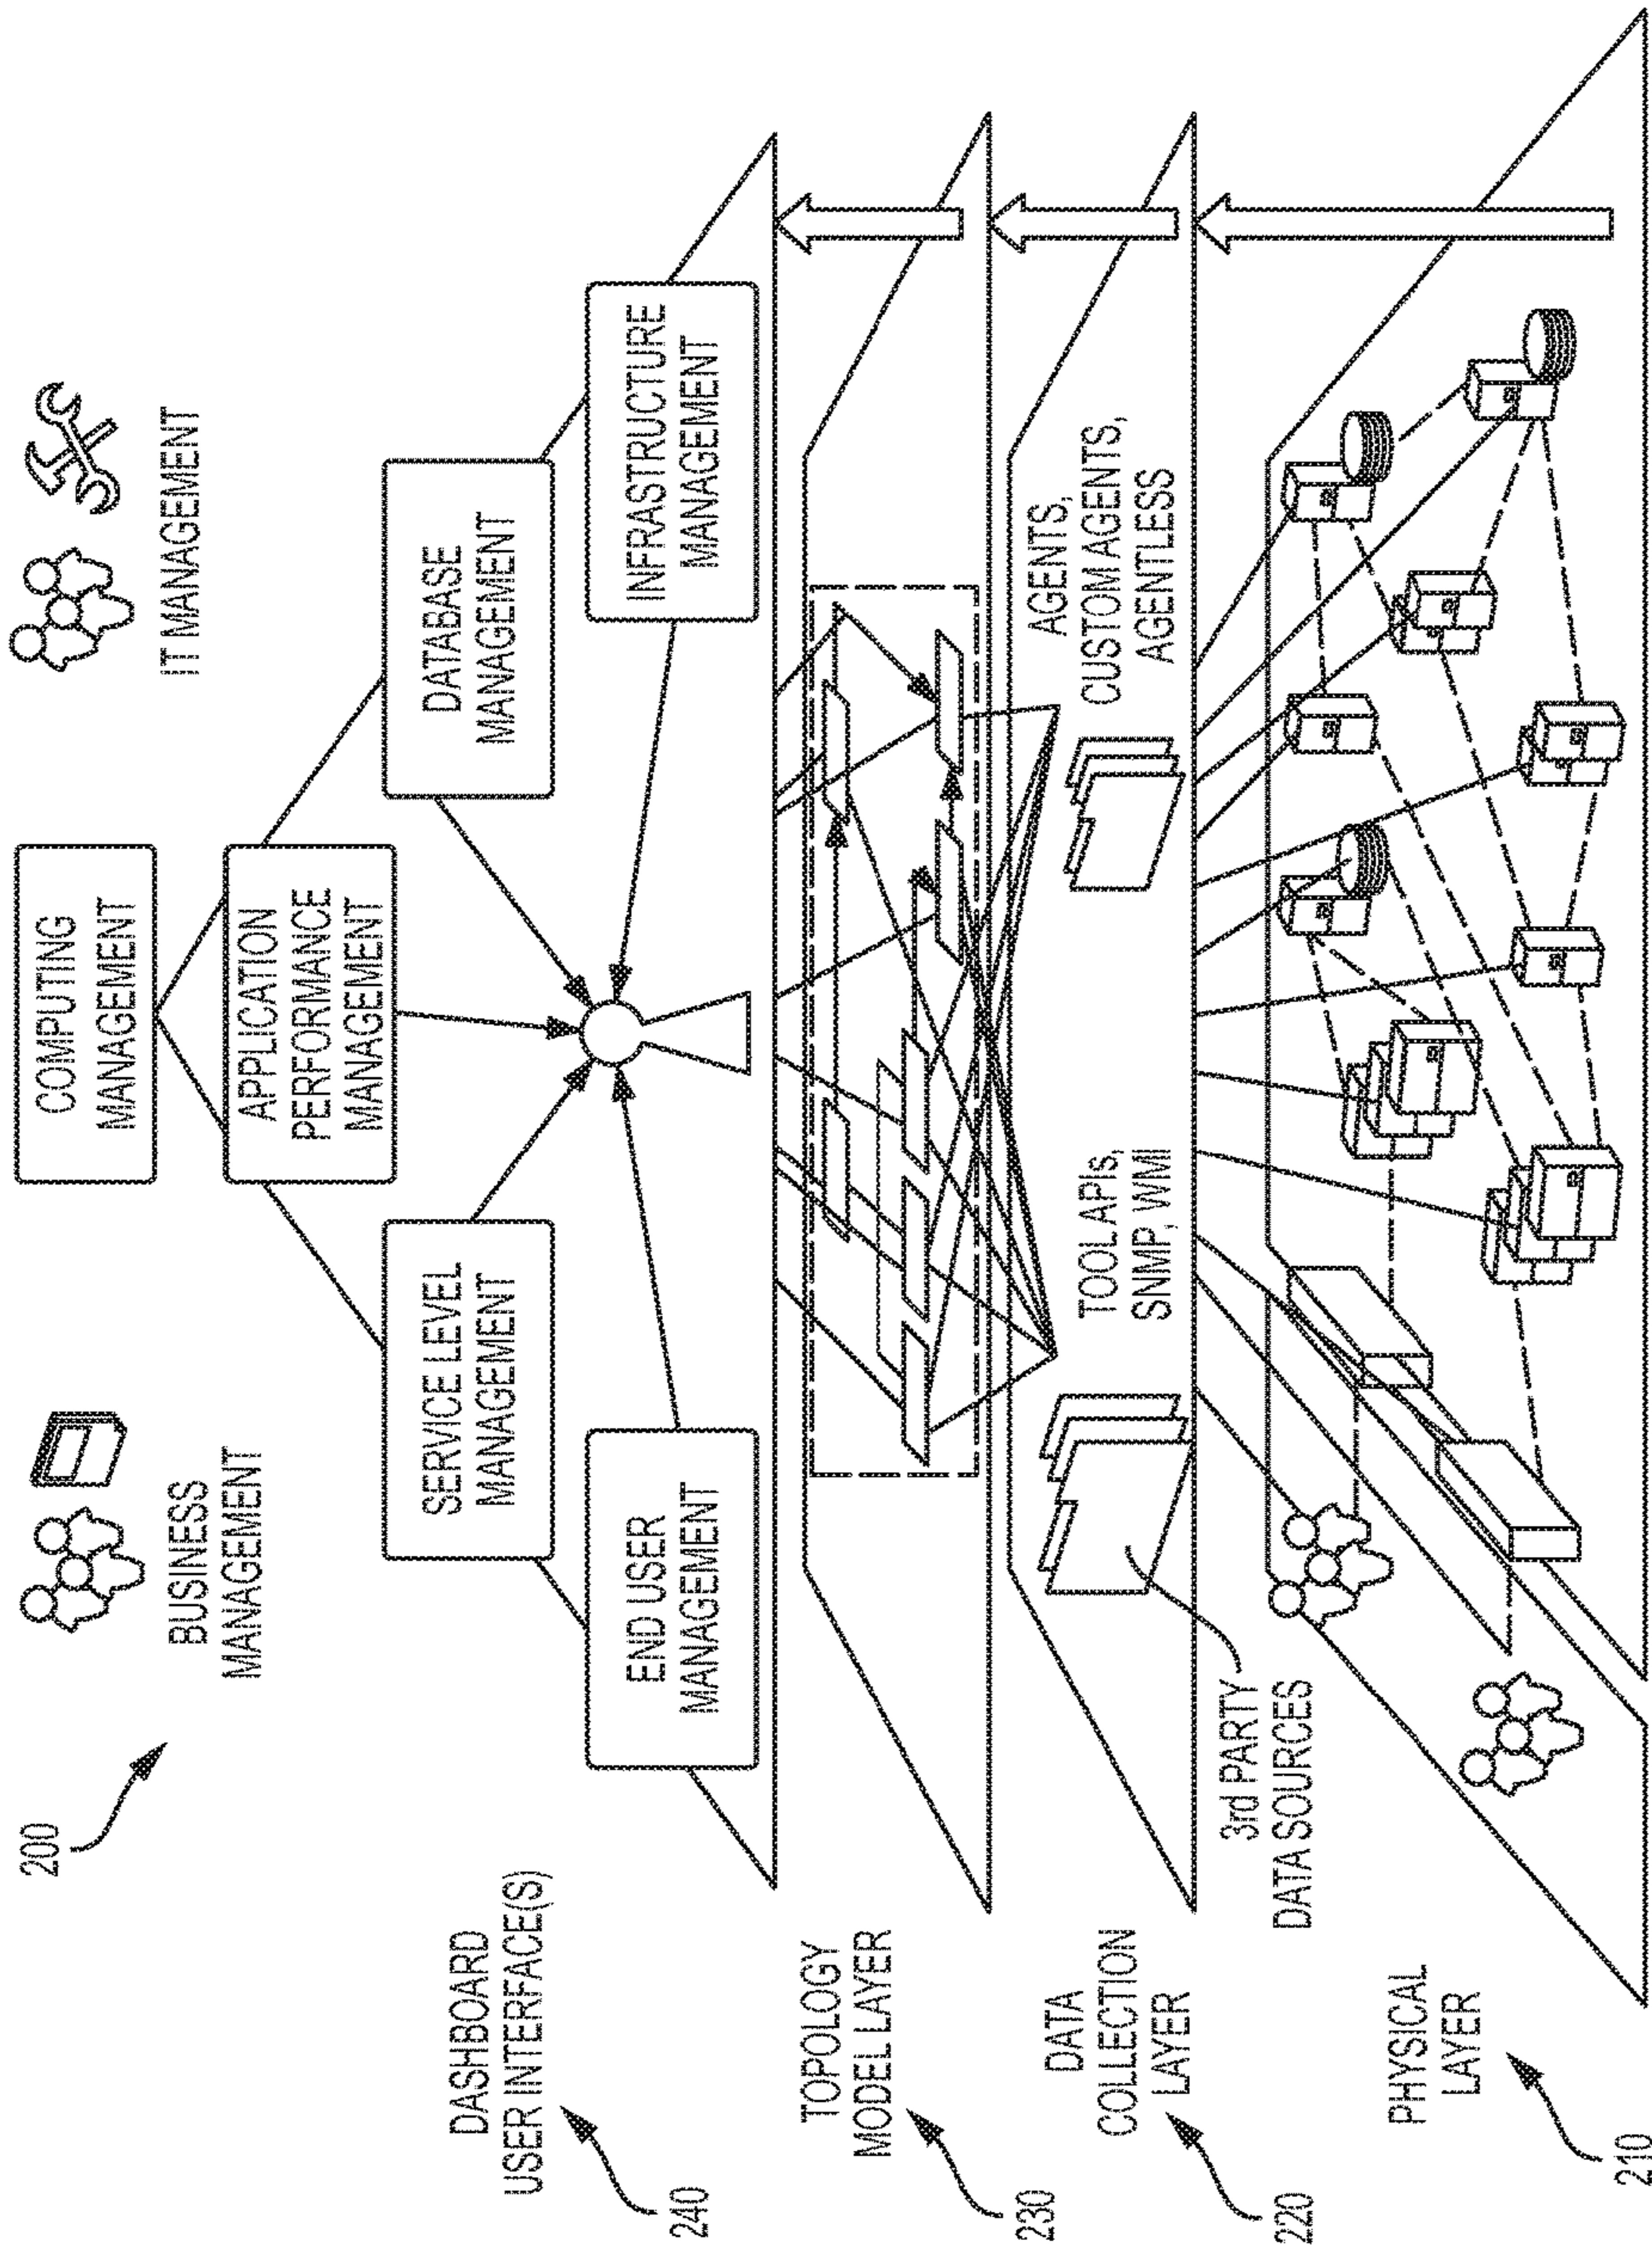 200
BUSINESS
MANAGEMENT
COMPUTING
MANAGEMENT
IT MANAGEMENT
APPLICATION
PERFORMANCE
MANAGEMENT
DASHBOARD
USER INTERFACE(S)
240
SERVICE LEVEL
MANAGEMENT
DATABASE
MANAGEMENT
END USER
MANAGEMENT
INFRASTRUCTURE
MANAGEMENT
TOPOLOGY
MODEL LAYER
230
DATA
COLLECTION
LAYER
220
TOOL APIs,
SNMP, WMI
AGENTS,
CUSTOM AGENTS,
AGENTLESS
3rd PARTY
DATA SOURCES
PHYSICAL
LAYER
210